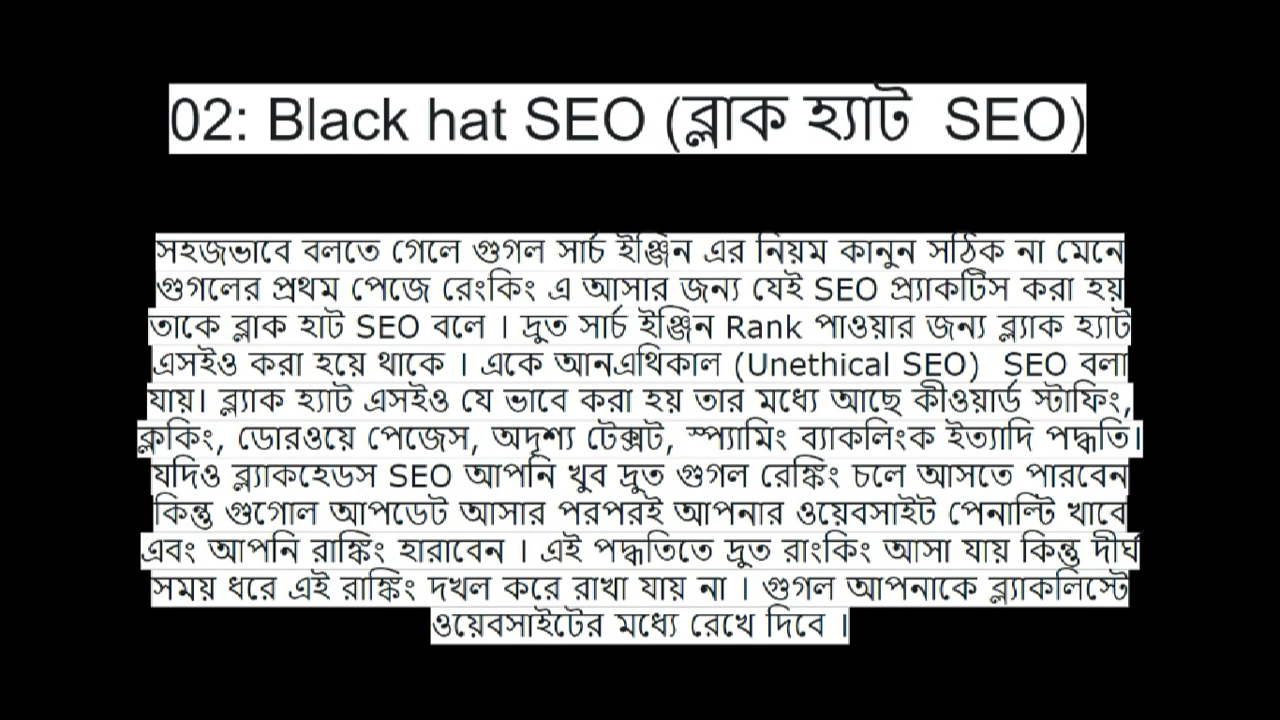 02: Black hat SEO (ব্লাক হ্যাট SEO)
সহজভাবে বলতে গেলে গুগল সার্চ ইঞ্জিন এর নিয়ম কানুন সঠিক না মেনে
গুগলের প্রথম পেজে রেংকিং এ আসার জন্য যেই SEO প্র্যাকটিস করা হয়
তাকে ব্লাক হাট SEO বলে । দ্রুত সার্চ ইঞ্জিন Rank পাওয়ার জন্য ব্ল্যাক হ্যাট
এসইও করা হয়ে থাকে । একে আনএথিকাল (Unethical SEO) SEO বলা
যায়। ব্ল্যাক হ্যাট এসইও যে ভাবে করা হয় তার মধ্যে আছে কীওয়ার্ড স্টাফিং,
ক্লকিং, ডোরওয়ে পেজেস, অদৃশ্য টেক্সট, স্প্যামিং ব্যাকলিংক ইত্যাদি পদ্ধতি।
যদিও ব্ল্যাকহেডস SEO আপনি খুব দ্রুত গুগল রেঙ্কিং চলে আসতে পারবেন
কিন্তু গুগোল আপডেট আসার পরপরই আপনার ওয়েবসাইট পেনাল্টি খাবে
এবং আপনি রাঙ্কিং হারাবেন । এই পদ্ধতিতে দ্রুত রাংকিং আসা যায় কিন্তু দীর্ঘ
সময় ধরে এই রাঙ্কিং দখল করে রাখা যায় না । গুগল আপনাকে ব্ল্যাকলিস্টে
ওয়েবসাইটের মধ্যে রেখে দিবে ।